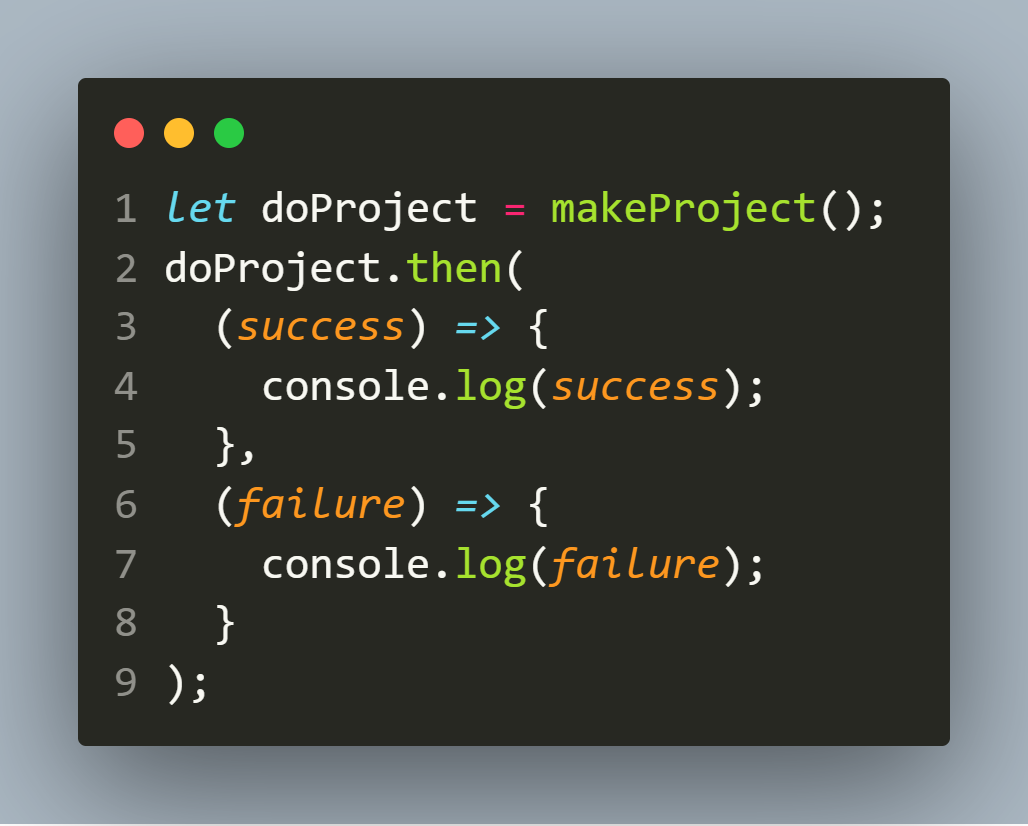 1 let doProject = makeProject();
2 doProject.then(
3   (success) => {
4     console.log(success);
5   },
6   (failure) => {
7     console.log(failure);
8   }
9 );